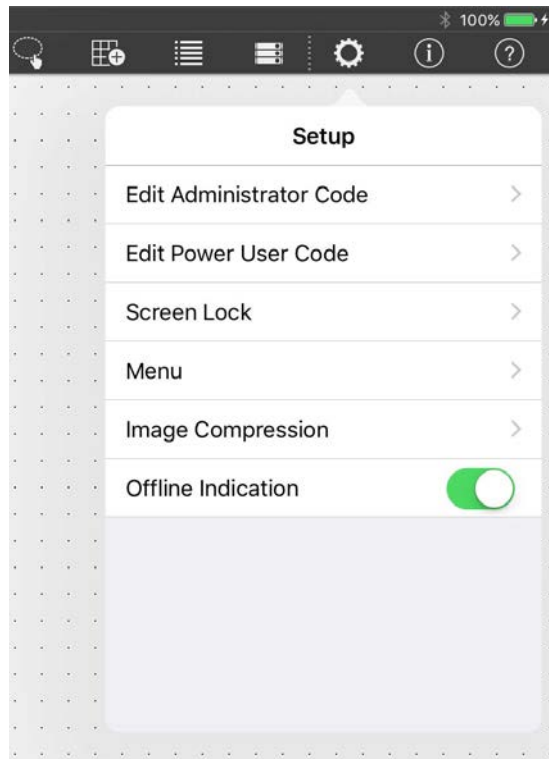 100%
i
?
Setup
Edit Administrator Code
Edit Power User Code
Screen Lock
Menu
Image Compression
Offline Indication